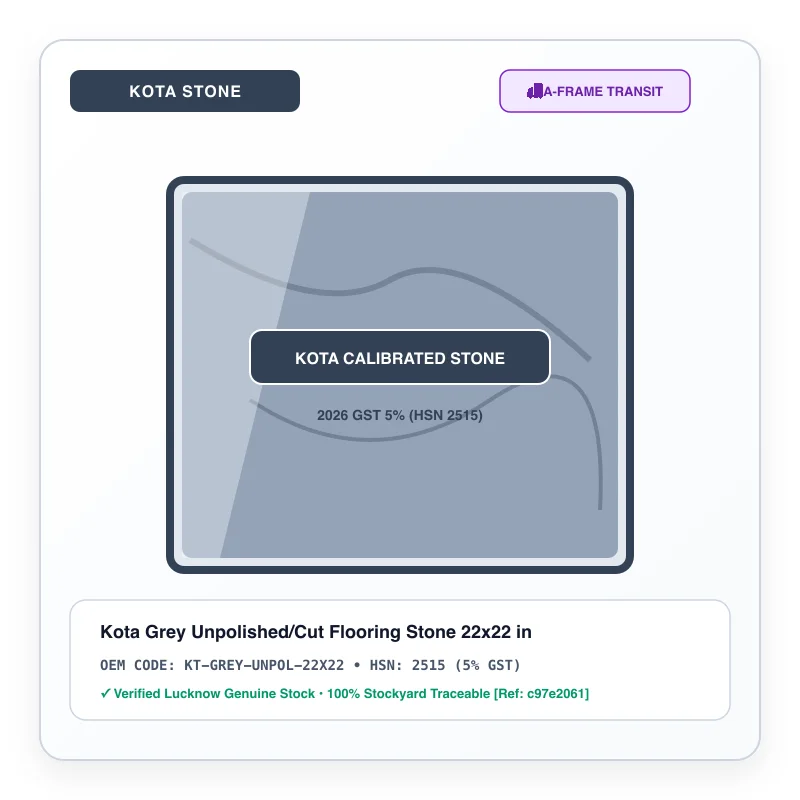 KOTA STONE
A-FRAME TRANSIT
KOTA CALIBRATED STONE
2026 GST 5% (HSN 2515)
Kota Grey Unpolished/Cut Flooring Stone 22x22 in
OEM CODE: KT-GREY-UNPOL-22X22 • HSN: 2515 (5% GST)
✓ Verified Lucknow Genuine Stock · 100% Stockyard Traceable [Ref: c97e2061]